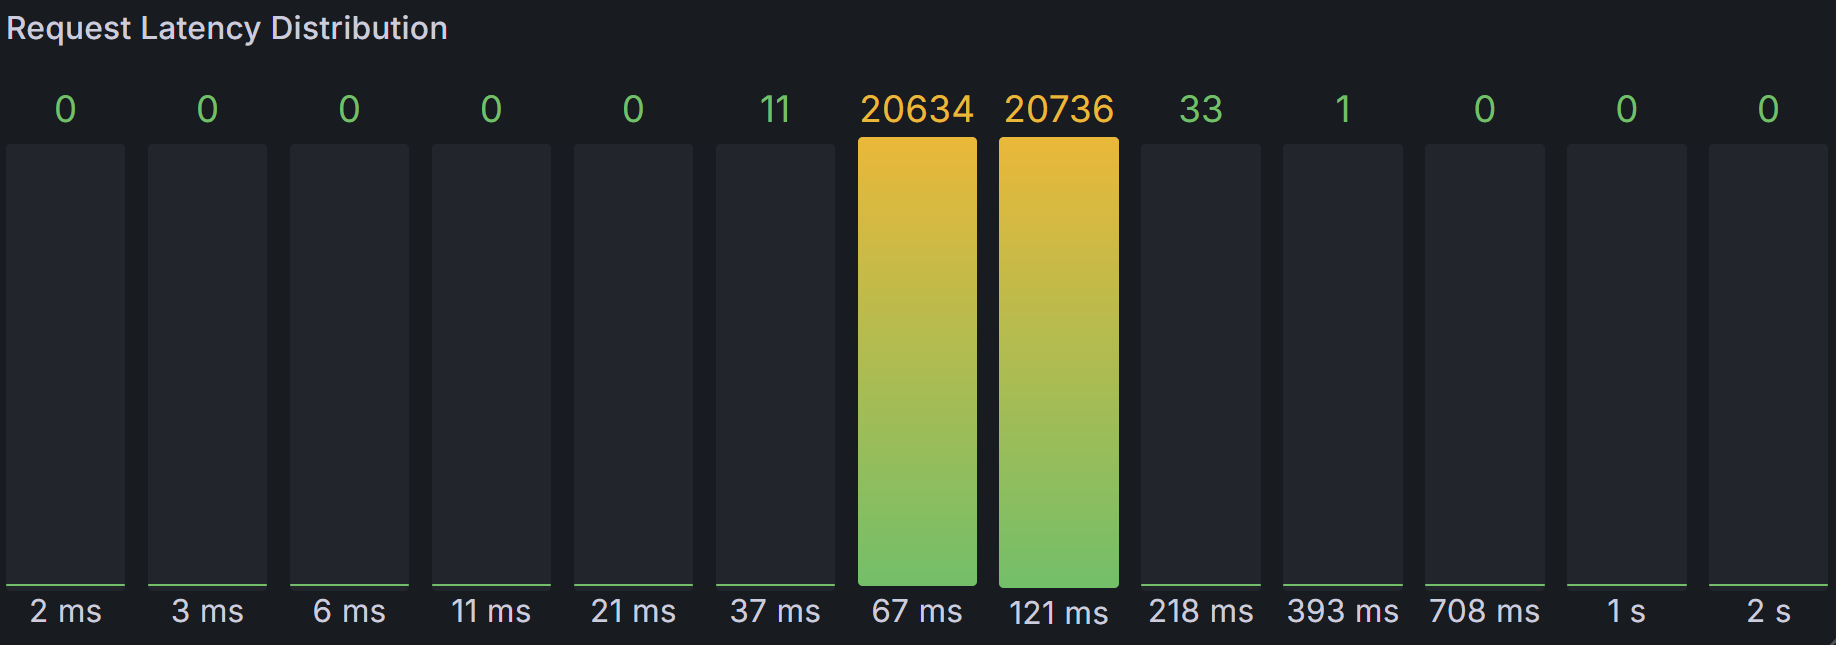 Request Latency Distribution
0 0 0 0 0 11 20634 20736 33 1 0 0 0
2 ms 3 ms 6 ms 11 ms 21 ms 37 ms 67 ms 121 ms 218 ms 393 ms 708 ms 1 s 2 s